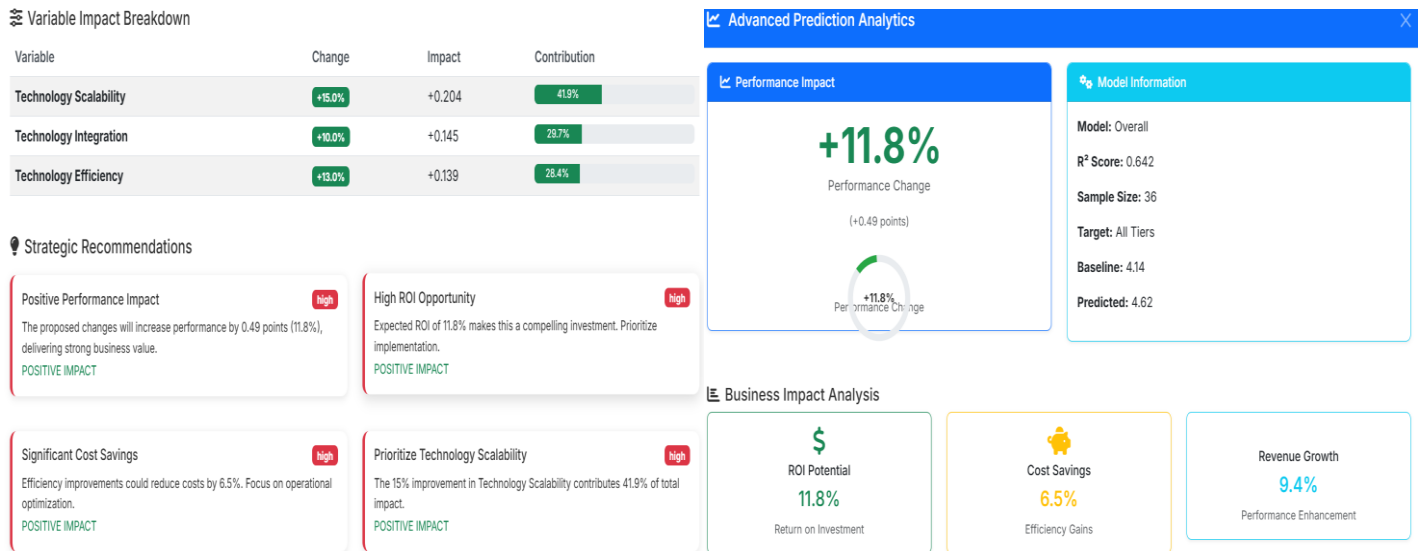 Variable Impact Breakdown
Variable Change Impact Contribution
Technology Scalability +15.0% +0.204 41.9%
Technology Integration +10.0% +0.145 29.7%
Technology Efficiency +13.0% +0.139 28.4%
Strategic Recommendations
Positive Performance Impact high
The proposed changes will increase performance by 0.49 points (11.8%),
delivering strong business value.
POSITIVE IMPACT
High ROI Opportunity high
Expected ROI of 11.8% makes this a compelling investment. Prioritize
implementation.
POSITIVE IMPACT
Significant Cost Savings high
Efficiency improvements could reduce costs by 6.5%. Focus on operational
optimization.
POSITIVE IMPACT
Prioritize Technology Scalability high
The 15% improvement in Technology Scalability contributes 41.9% of total
impact.
POSITIVE IMPACT
Advanced Prediction Analytics X
Performance Impact
+11.8%
Performance Change
(+0.49 points)
+11.8%
Performance Change
Model Information
Model: Overall
R² Score: 0.642
Sample Size: 36
Target: All Tiers
Baseline: 4.14
Predicted: 4.62
Business Impact Analysis
$
ROI Potential
11.8%
Return on Investment
Cost Savings
6.5%
Efficiency Gains
Revenue Growth
9.4%
Performance Enhancement